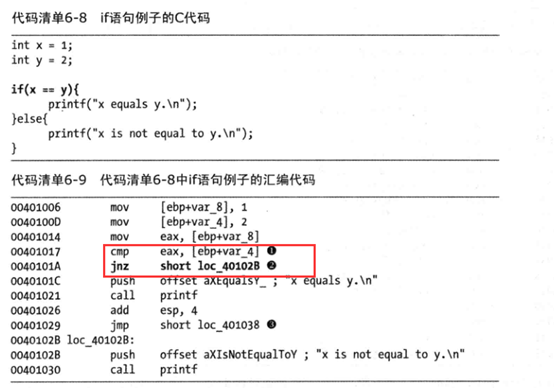 代码清单6-8 if语句例子的C代码
int x = 1;
int y = 2;
if(x == y){
printf("x equals y.\n");
}else{
printf("x is not equal to y.\n");
}
代码清单6-9 代码清单6-8中if语句例子的汇编代码
00401006 mov [ebp+var_8], 1
0040100D mov [ebp+var_4], 2
00401014 mov eax, [ebp+var_8]
00401017 cmp eax, [ebp+var_4] ❶
0040101A jnz short loc_40102B ❷
0040101C push offset aXEqualsY_ ; "x equals y.\n"
00401021 call printf
00401026 add esp, 4
00401029 jmp short loc_401038 ❸
0040102B loc_40102B:
0040102B push offset aXIsNotEqualToY ; "x is not equal to y.\n"
00401030 call printf